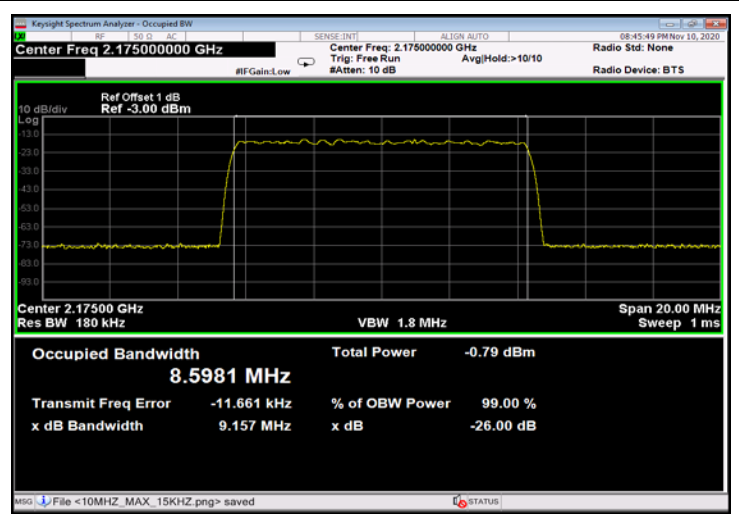 Keysight Spectrum Analyzer - Occupied BW
RF 50 Ω AC SENSE:INT ALIGN AUTO 08:45:49 PM Nov 10, 2020
Center Freq 2.175000000 GHz Center Freq: 2.175000000 GHz Radio Std: None
Trig: Free Run Avg|Hold:>10/10
#IFGain:Low #Atten: 10 dB Radio Device: BTS
Ref Offset 1 dB
10 dB/div Ref -3.00 dBm
Log
-13.0
-23.0
-33.0
-43.0
-53.0
-63.0
-73.0
-83.0
-93.0
Center 2.17500 GHz Span 20.00 MHz
Res BW 180 kHz VBW 1.8 MHz Sweep 1 ms
Occupied Bandwidth Total Power -0.79 dBm
8.5981 MHz
Transmit Freq Error -11.661 kHz % of OBW Power 99.00 %
x dB Bandwidth 9.157 MHz x dB -26.00 dB
MSG File <10MHZ_MAX_15KHZ.png> saved STATUS